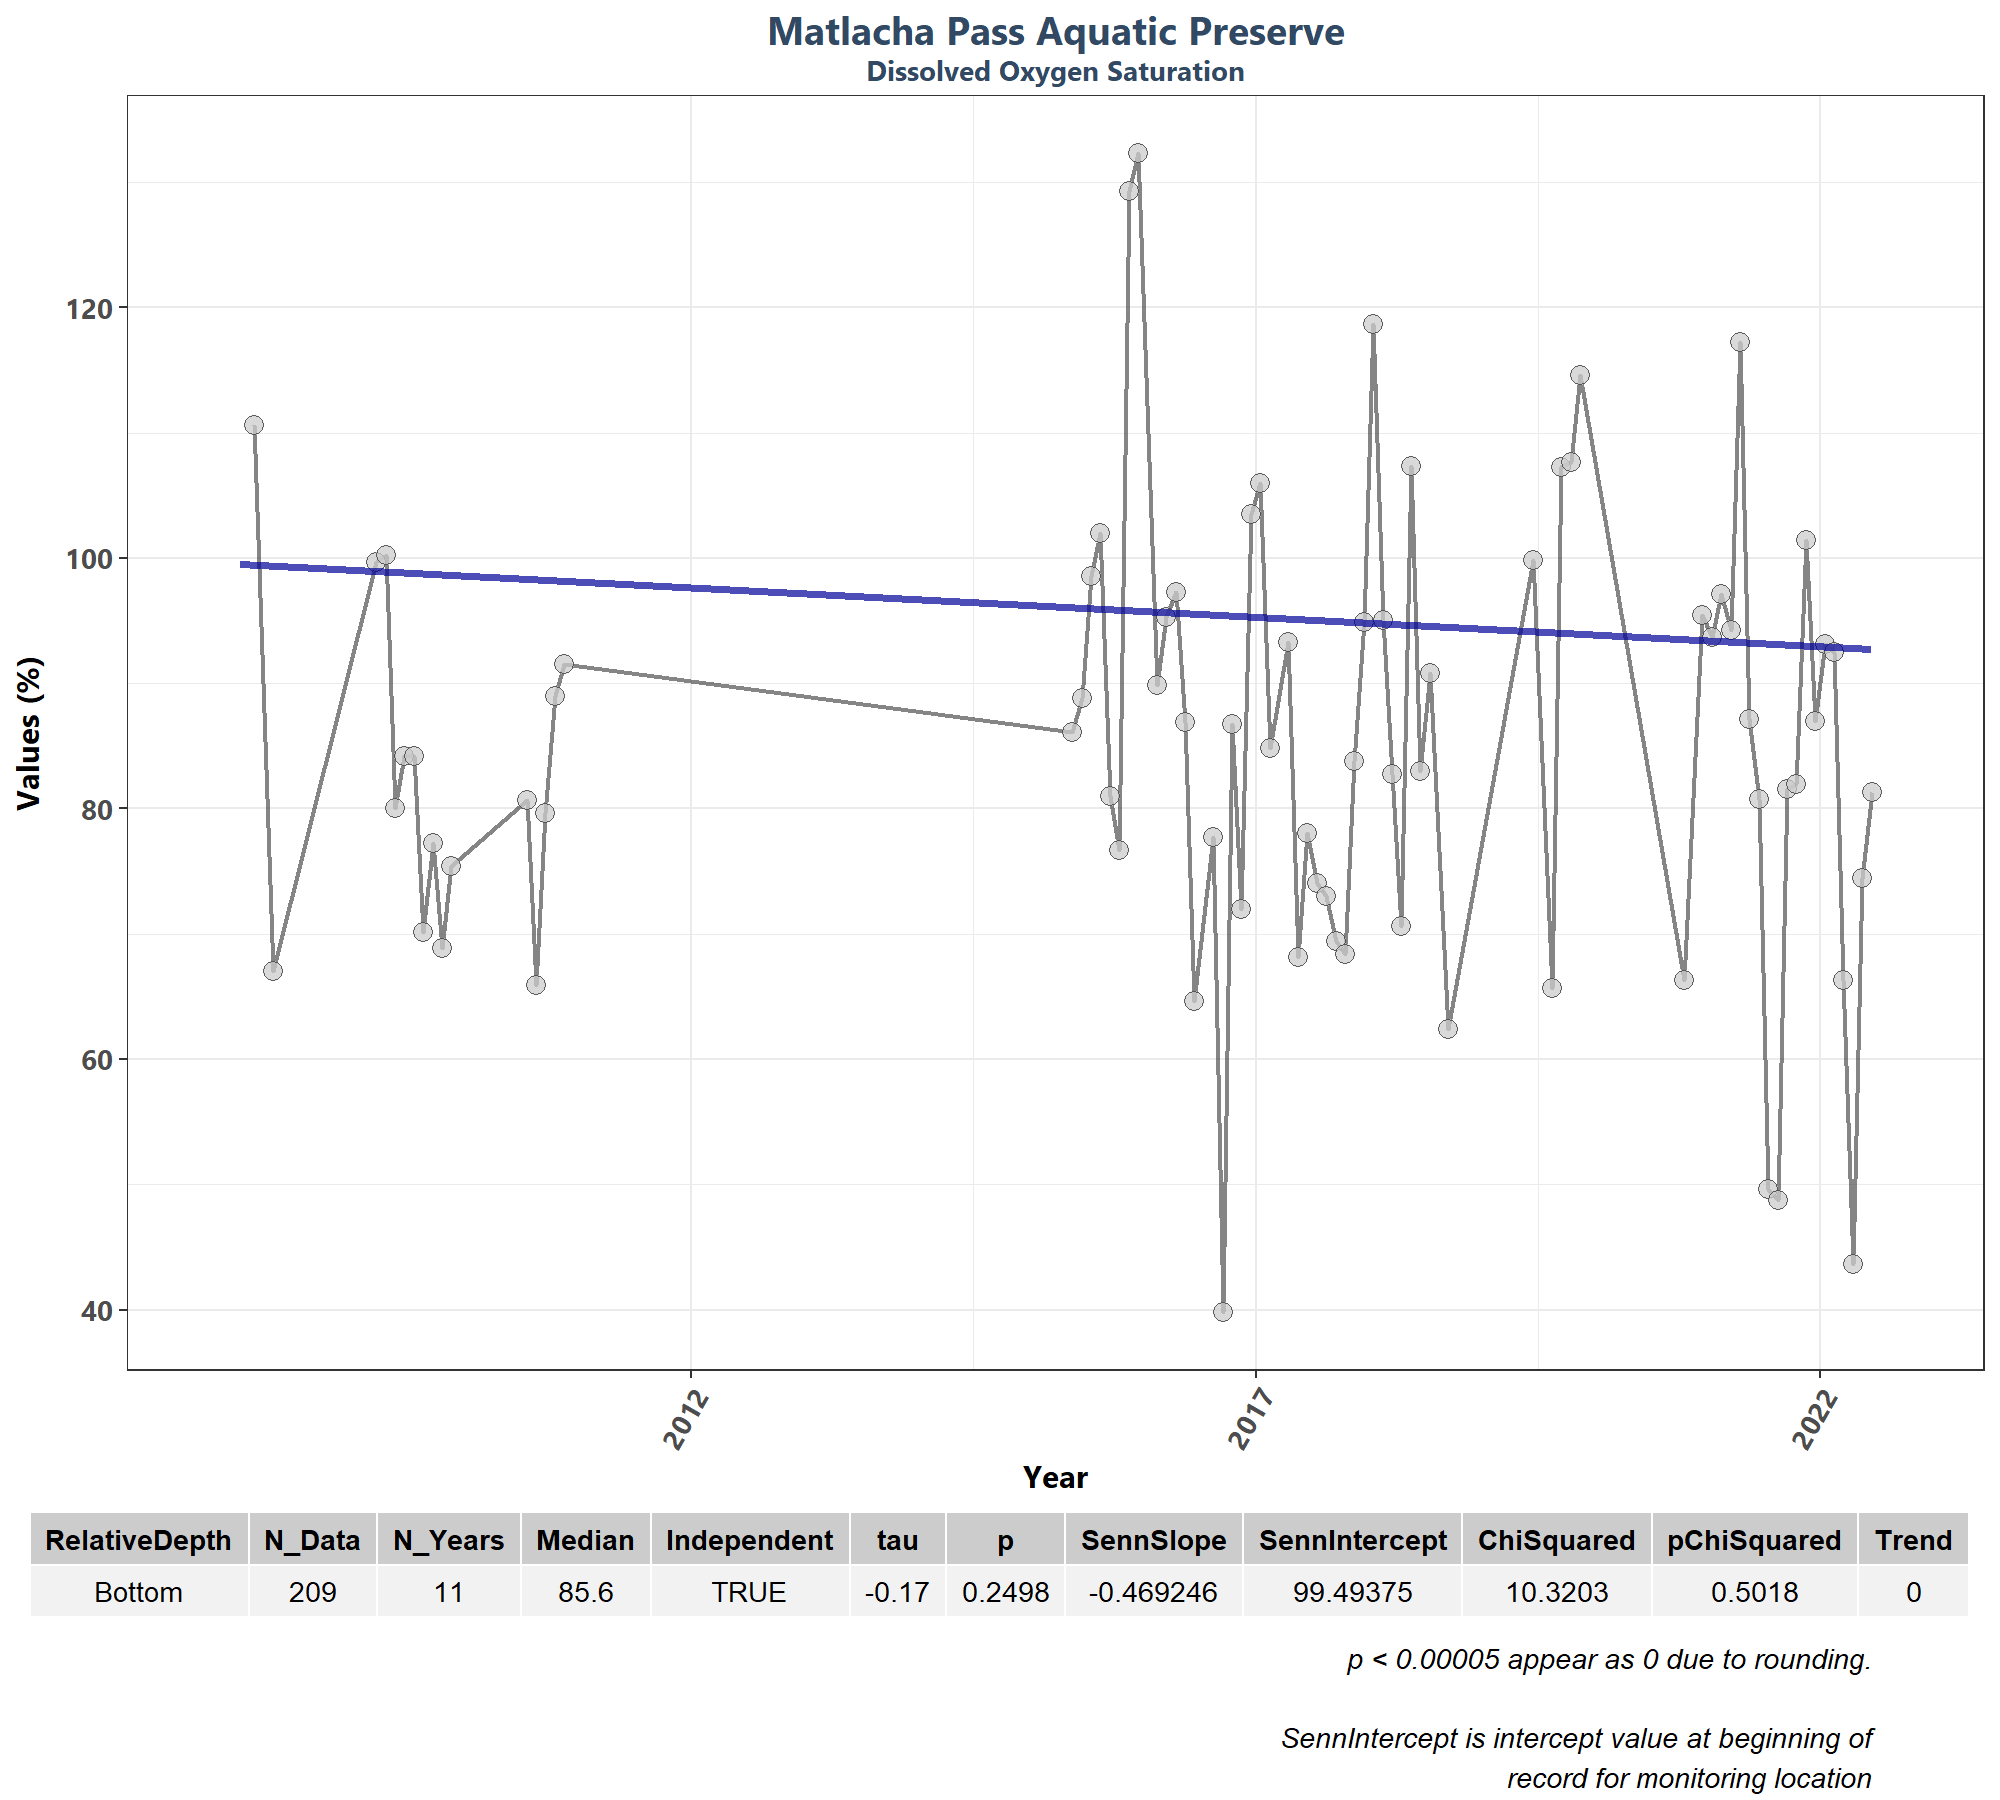 Matlacha Pass Aquatic Preserve
Dissolved Oxygen Saturation
Values (%)
120
100
80
60
40
2012
2017
2022
Year
RelativeDepth N_Data N_Years Median Independent tau p SennSlope SennIntercept ChiSquared pChiSquared Trend
Bottom 209 11 85.6 TRUE -0.17 0.2498 -0.469246 99.49375 10.3203 0.5018 0
p < 0.00005 appear as 0 due to rounding.
SennIntercept is intercept value at beginning of
record for monitoring location